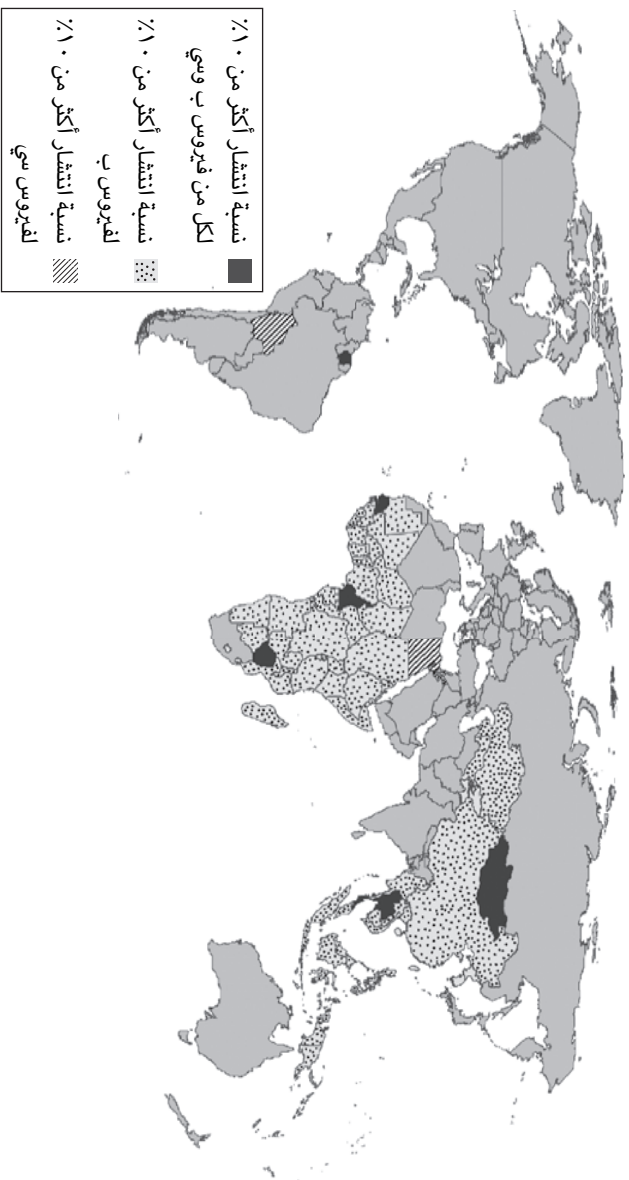 نسبة انتشار أكثر من ١٠٪
لكل من فيروس ب وسي
نسبة انتشار أكثر من ١٠٪
لفيروس ب
نسبة انتشار أكثر من ١٠٪
لفيروس سي